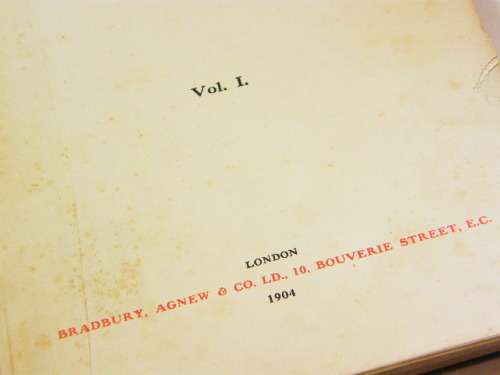 Vol. I.
LONDON
BRADBURY, AGNEW & CO. LD., 10, BOUVERIE STREET, E.C.
1904